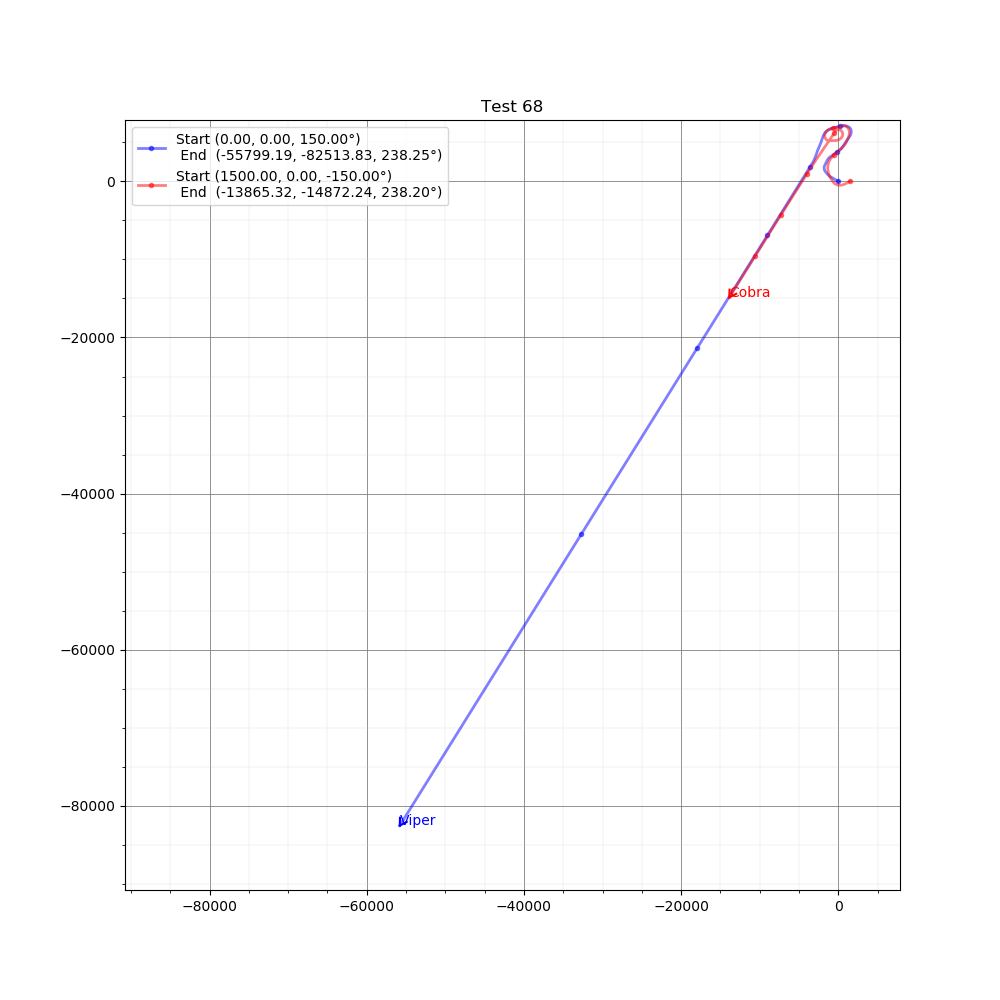 Test 68
Start (0.00, 0.00, 150.00°)
End (-55799.19, -82513.83, 238.25°)
Start (1500.00, 0.00, -150.00°)
End (-13865.32, -14872.24, 238.20°)
0
−20000
−40000
−60000
−80000
Cobra
Viper
−80000
−60000
−40000
−20000
0